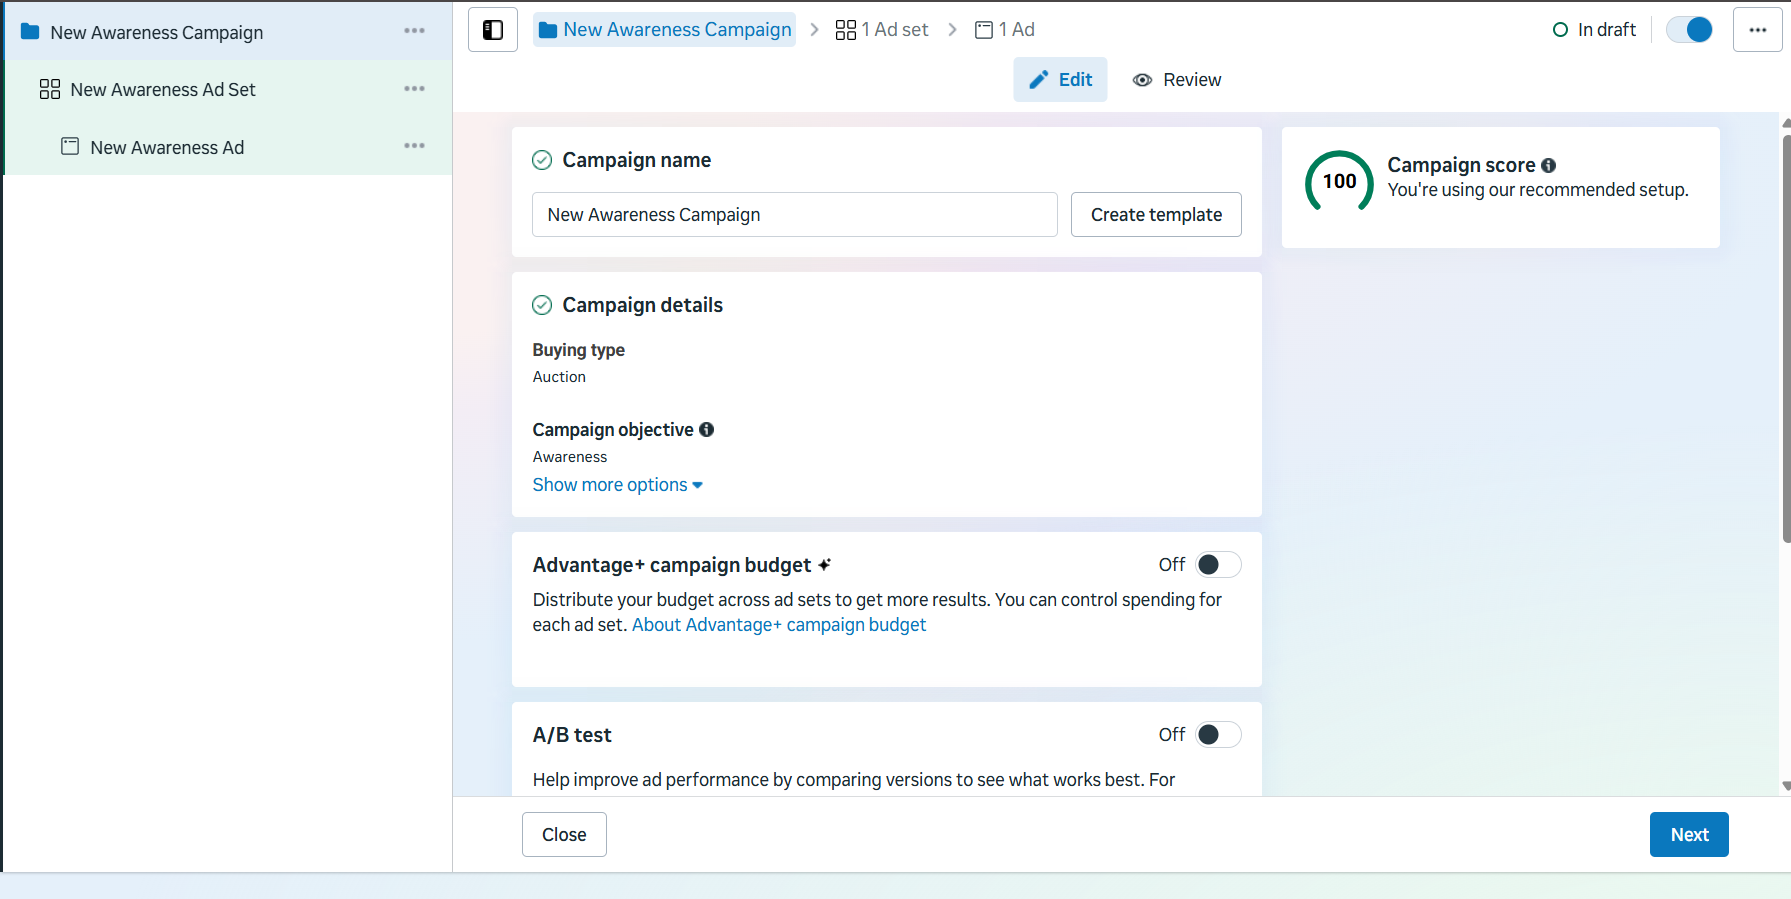 New Awareness Campaign
New Awareness Ad Set
New Awareness Ad
New Awareness Campaign
1 Ad set
1 Ad
In draft
Edit
Review
Campaign name
New Awareness Campaign
Create template
100
Campaign score
You're using our recommended setup.
Campaign details
Buying type
Auction
Campaign objective
Awareness
Show more options
Advantage+ campaign budget
Off
Distribute your budget across ad sets to get more results. You can control spending for
each ad set. About Advantage+ campaign budget
A/B test
Off
Help improve ad performance by comparing versions to see what works best. For
Close
Next